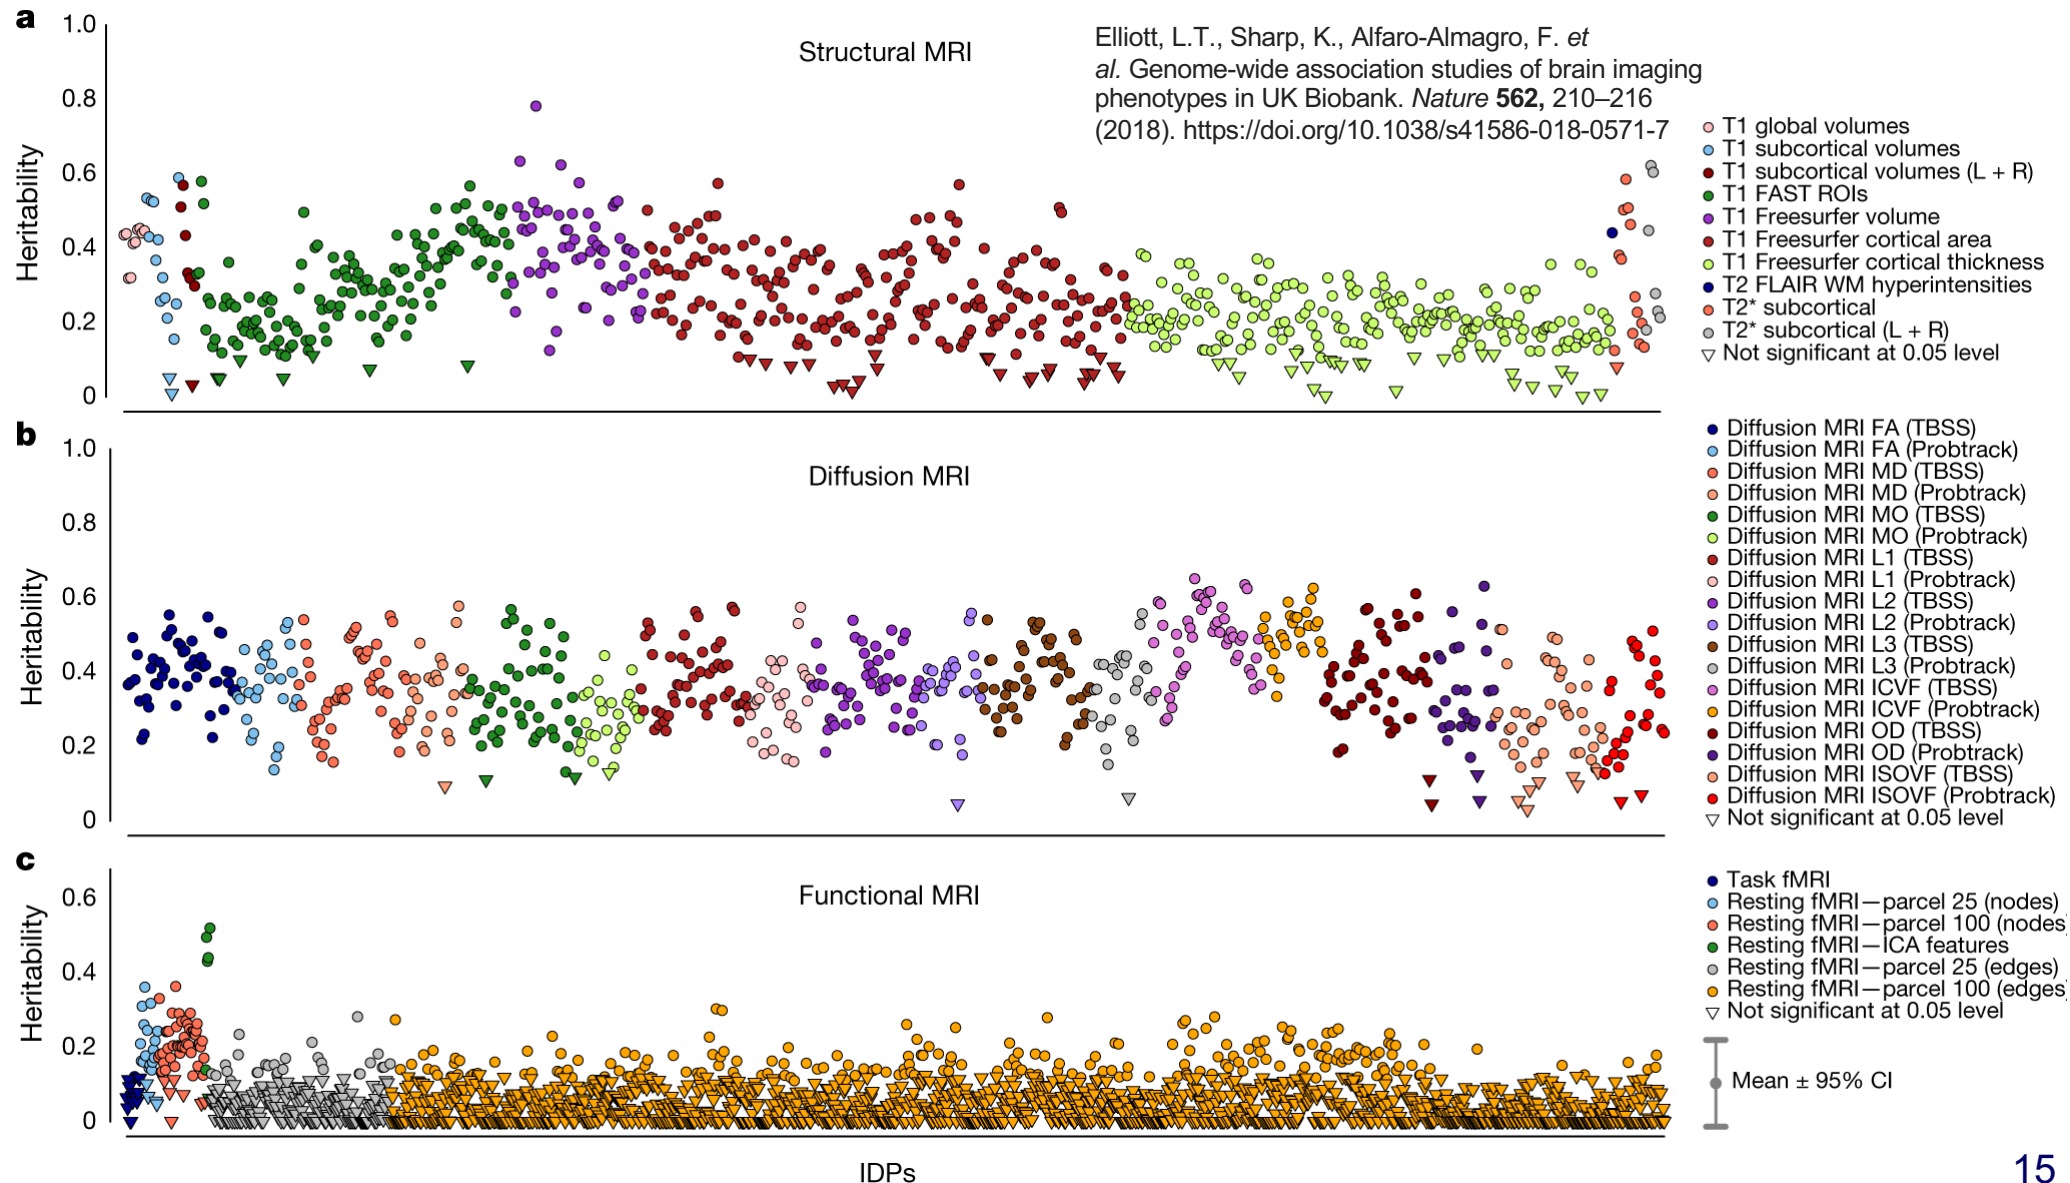 a
1.0
0.8
0.6
0.4
0.2
0
Heritability
Structural MRI
Elliott, L.T., Sharp, K., Alfaro-Almagro, F. et
al. Genome-wide association studies of brain imaging
phenotypes in UK Biobank. Nature 562, 210–216
(2018). https://doi.org/10.1038/s41586-018-0571-7
T1 global volumes
T1 subcortical volumes
T1 subcortical volumes (L + R)
T1 FAST ROIs
T1 Freesurfer volume
T1 Freesurfer cortical area
T1 Freesurfer cortical thickness
T2 FLAIR WM hyperintensities
T2* subcortical
T2* subcortical (L + R)
Not significant at 0.05 level
b
1.0
0.8
0.6
0.4
0.2
0
Heritability
Diffusion MRI
Diffusion MRI FA (TBSS)
Diffusion MRI FA (Probtrack)
Diffusion MRI MD (TBSS)
Diffusion MRI MD (Probtrack)
Diffusion MRI MO (TBSS)
Diffusion MRI MO (Probtrack)
Diffusion MRI L1 (TBSS)
Diffusion MRI L1 (Probtrack)
Diffusion MRI L2 (TBSS)
Diffusion MRI L2 (Probtrack)
Diffusion MRI L3 (TBSS)
Diffusion MRI L3 (Probtrack)
Diffusion MRI ICVF (TBSS)
Diffusion MRI ICVF (Probtrack)
Diffusion MRI OD (TBSS)
Diffusion MRI OD (Probtrack)
Diffusion MRI ISOVF (TBSS)
Diffusion MRI ISOVF (Probtrack)
Not significant at 0.05 level
c
0.6
0.4
0.2
0
Heritability
Functional MRI
Task fMRI
Resting fMRI—parcel 25 (nodes)
Resting fMRI—parcel 100 (nodes)
Resting fMRI—ICA features
Resting fMRI—parcel 25 (edges)
Resting fMRI—parcel 100 (edges)
Not significant at 0.05 level
Mean ± 95% CI
IDPs
15